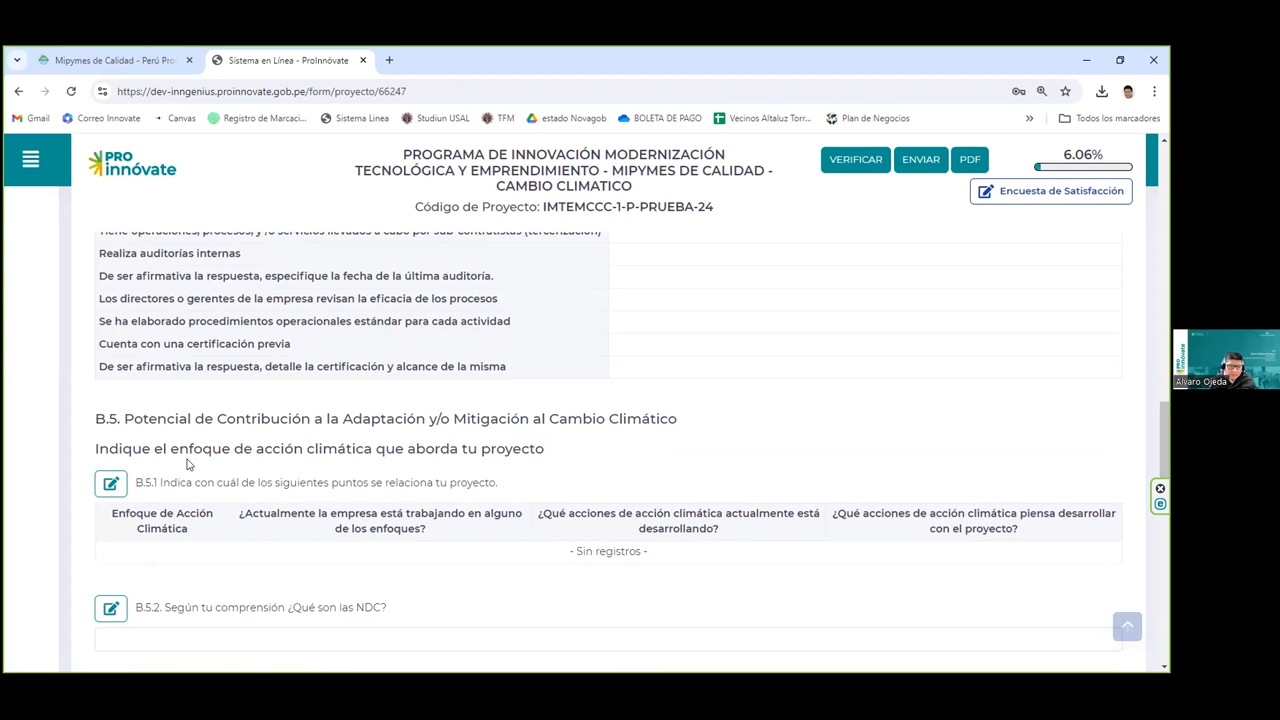 Mipymes de Calidad - Perú Pro
Sistema en Línea - ProInnóvate
https://dev-inngenius.proinnovate.gob.pe/form/proyecto/66247
Gmail
Correo Innovate
Canvas
Registro de Marcaci...
Sistema Linea
Studiun USAL
TFM
estado Novagob
BOLETA DE PAGO
Vecinos Altaluz Torr...
Plan de Negocios
Todos los marcadores
PRO
innóvate
PROGRAMA DE INNOVACIÓN MODERNIZACIÓN
TECNOLÓGICA Y EMPRENDIMIENTO - MIPYMES DE CALIDAD -
CAMBIO CLIMATICO
Código de Proyecto: IMTEMCCC-1-P-PRUEBA-24
VERIFICAR
ENVIAR
PDF
6.06%
Encuesta de Satisfacción
Tiene operaciones, procesos, y /o servicios llevados a cabo por sub-contratistas (tercerización)
Realiza auditorías internas
De ser afirmativa la respuesta, especifique la fecha de la última auditoría.
Los directores o gerentes de la empresa revisan la eficacia de los procesos
Se ha elaborado procedimientos operacionales estándar para cada actividad
Cuenta con una certificación previa
De ser afirmativa la respuesta, detalle la certificación y alcance de la misma
B.5. Potencial de Contribución a la Adaptación y/o Mitigación al Cambio Climático
Indique el enfoque de acción climática que aborda tu proyecto
B.5.1 Indica con cuál de los siguientes puntos se relaciona tu proyecto.
Enfoque de Acción
Climática
¿Actualmente la empresa está trabajando en alguno
de los enfoques?
¿Qué acciones de acción climática actualmente está
desarrollando?
¿Qué acciones de acción climática piensa desarrollar
con el proyecto?
- Sin registros -
B.5.2. Según tu comprensión ¿Qué son las NDC?
Alvaro Ojeda